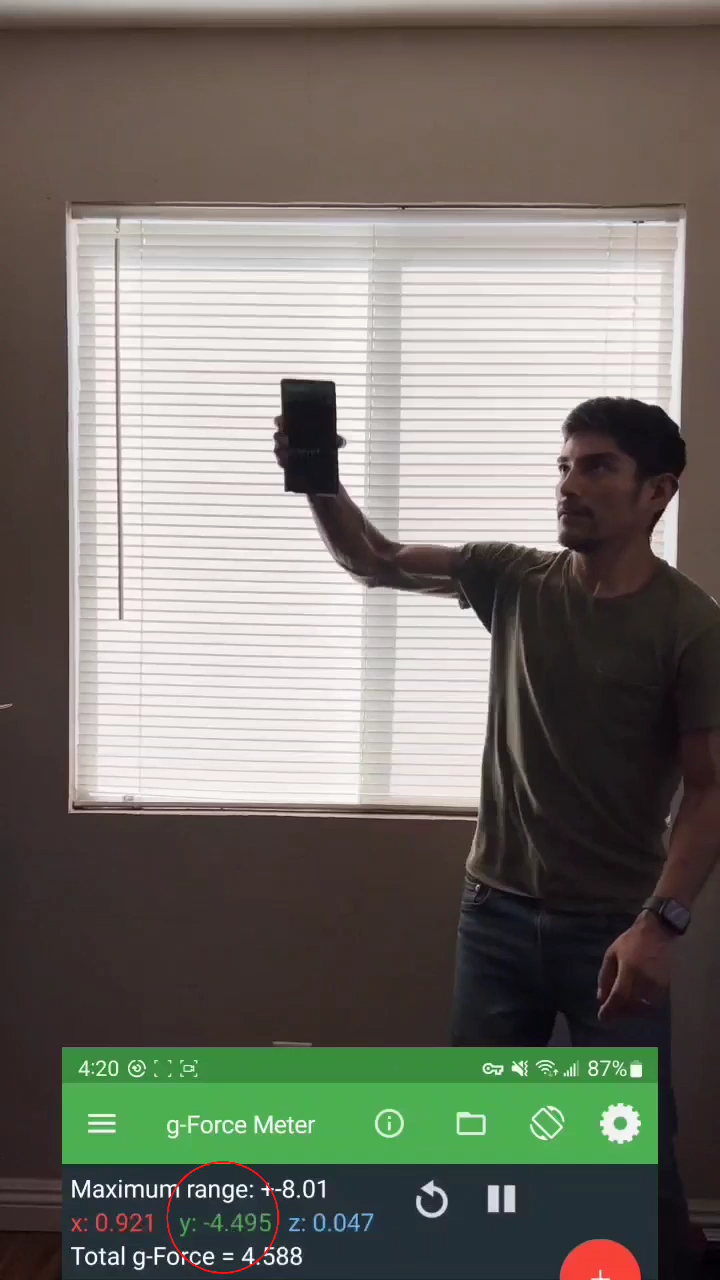 4:20 87%
g-Force Meter
Maximum range: +-8.01
x: 0.921 y: -4.495 z: 0.047
Total g-Force = 4.588